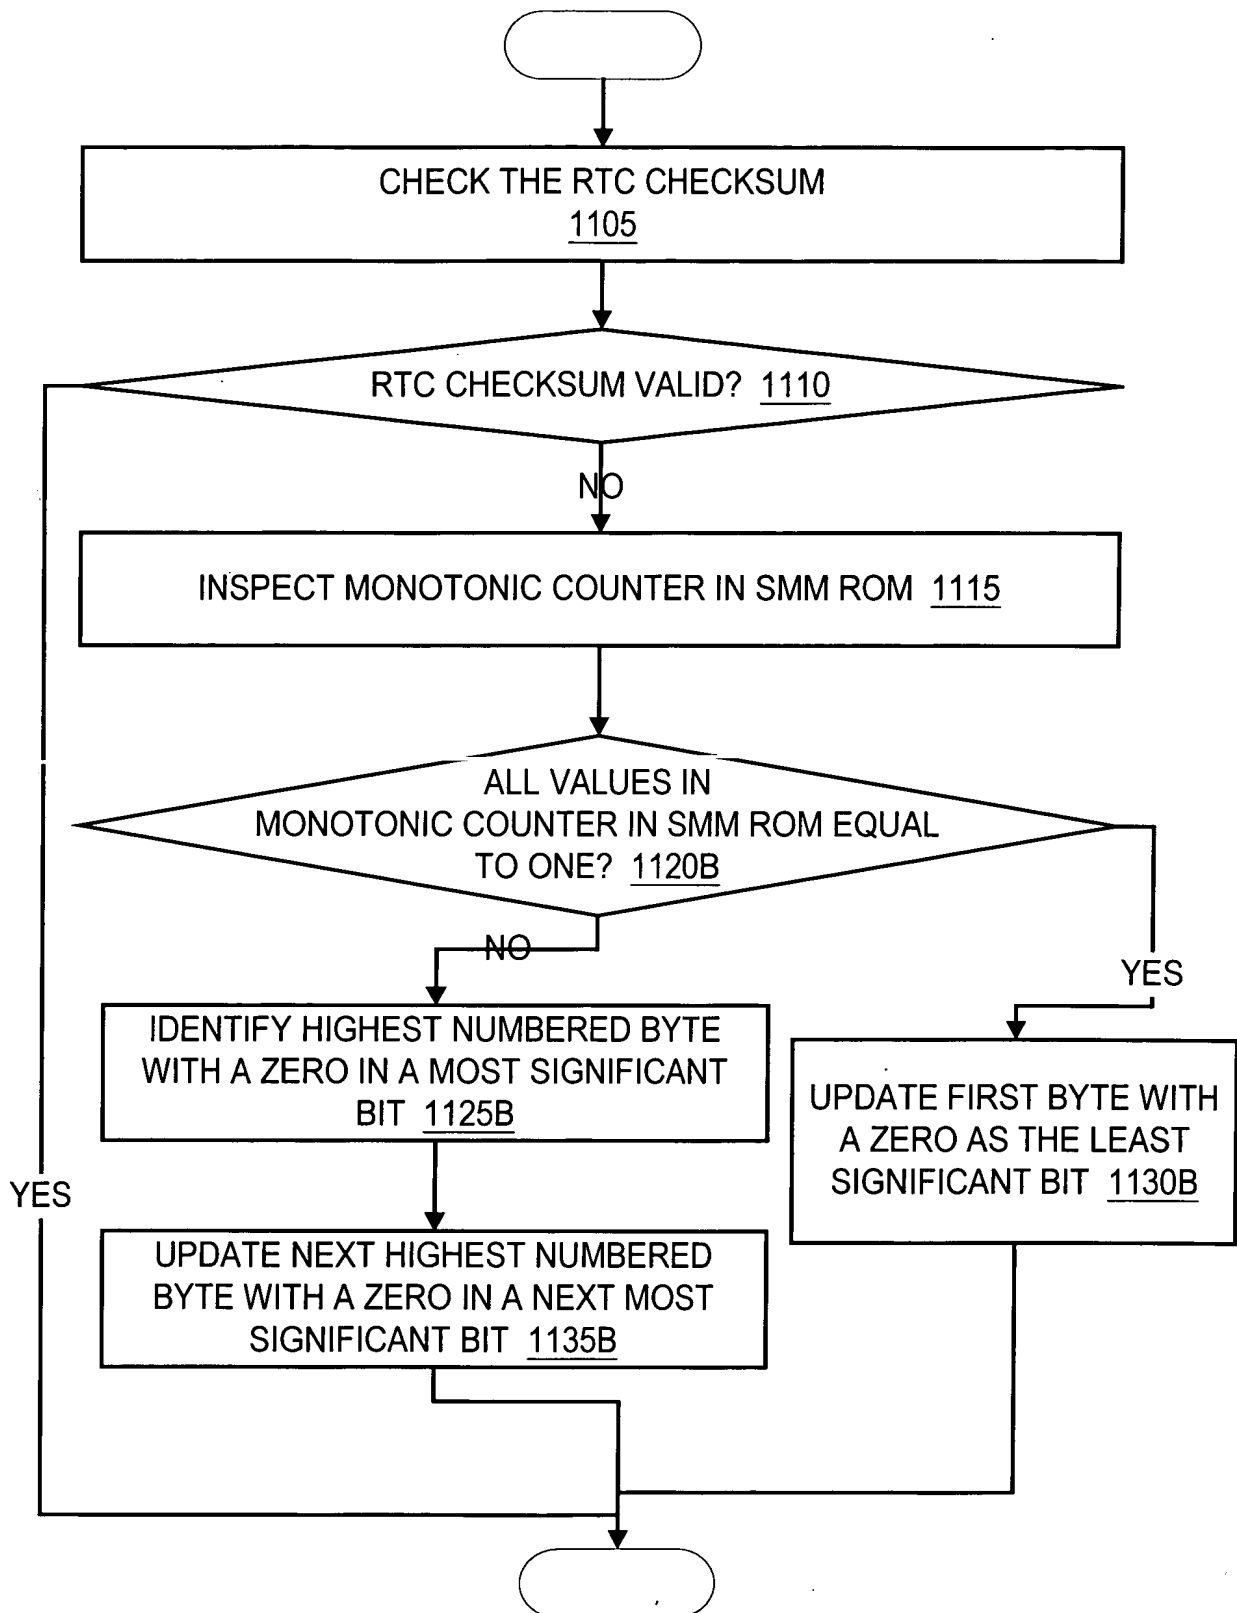 CHECK THE RTC CHECKSUM
1105
RTC CHECKSUM VALID? 1110
NO
INSPECT MONOTONIC COUNTER IN SMM ROM 1115
ALL VALUES IN
MONOTONIC COUNTER IN SMM ROM EQUAL
TO ONE? 1120B
NO
YES
IDENTIFY HIGHEST NUMBERED BYTE
WITH A ZERO IN A MOST SIGNIFICANT
BIT 1125B
UPDATE FIRST BYTE WITH
A ZERO AS THE LEAST
SIGNIFICANT BIT 1130B
YES
UPDATE NEXT HIGHEST NUMBERED
BYTE WITH A ZERO IN A NEXT MOST
SIGNIFICANT BIT 1135B